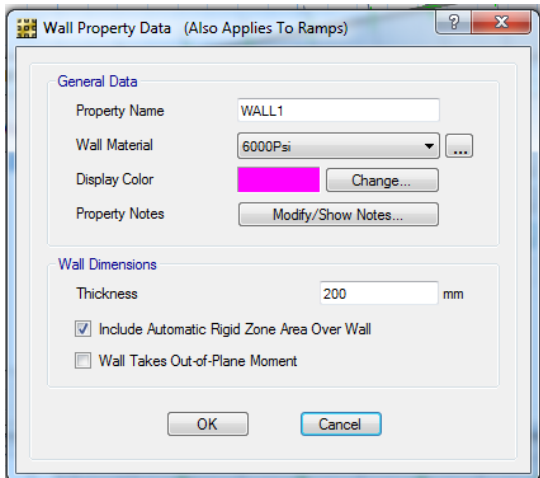 Wall Property Data (Also Applies To Ramps)
?
X
General Data
Property Name WALL1
Wall Material 6000Psi ...
Display Color Change...
Property Notes Modify/Show Notes...
Wall Dimensions
Thickness 200 mm
Include Automatic Rigid Zone Area Over Wall
Wall Takes Out-of-Plane Moment
OK Cancel